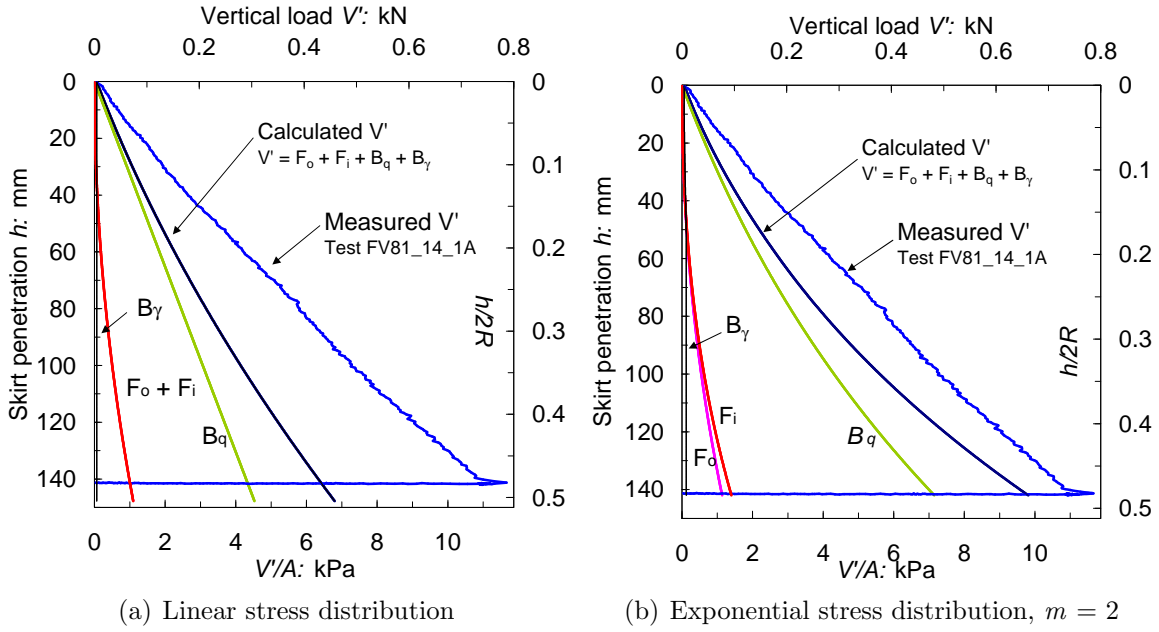 Vertical load V': kN
0 0.2 0.4 0.6 0.8
0
20
40
60
80
100
120
140
Skirt penetration h: mm
0
0.1
0.2
0.3
0.4
0.5
h/2R
Calculated V'
V' = Fo + Fi + Bq + Bγ
Measured V'
Test FV81_14_1A
Bγ
Fo + Fi
Bq
0 2 4 6 8 10
V'/A: kPa
(a) Linear stress distribution
Vertical load V': kN
0 0.2 0.4 0.6 0.8
0
20
40
60
80
100
120
140
Skirt penetration h: mm
0
0.1
0.2
0.3
0.4
0.5
h/2R
Calculated V'
V' = Fo + Fi + Bq + Bγ
Measured V'
Test FV81_14_1A
Bγ
Fi
Fo
Bq
0 2 4 6 8 10
V'/A: kPa
(b) Exponential stress distribution, m = 2